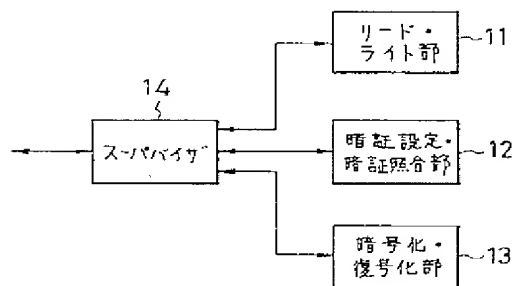 リード・
ライト部
11
14
スーパバイザ
暗証設定・
暗証照合部
12
暗号化・
復号化部
13